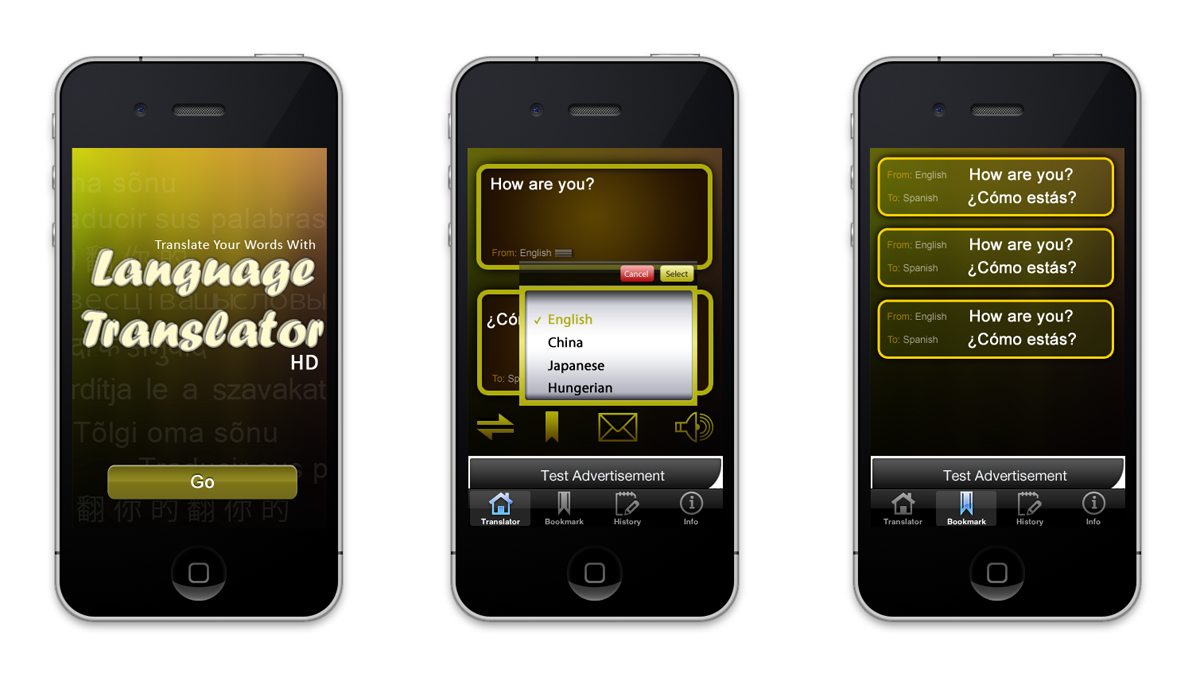 na sõnu
aducir sus palabras
Translate Your Words With
Language
Translator
HD
rdítja le a szavakat
Tõlgi oma sõnu
Traducir sus p
Go
翻 你 的 翻 你 的
How are you?
From: English
Cancel
Select
¿Có
✓ English
China
Japanese
Hungerian
To: Sp
Test Advertisement
Translator
Bookmark
History
Info
From: English
How are you?
To: Spanish
¿Cómo estás?
From: English
How are you?
To: Spanish
¿Cómo estás?
From: English
How are you?
To: Spanish
¿Cómo estás?
Test Advertisement
Translator
Bookmark
History
Info